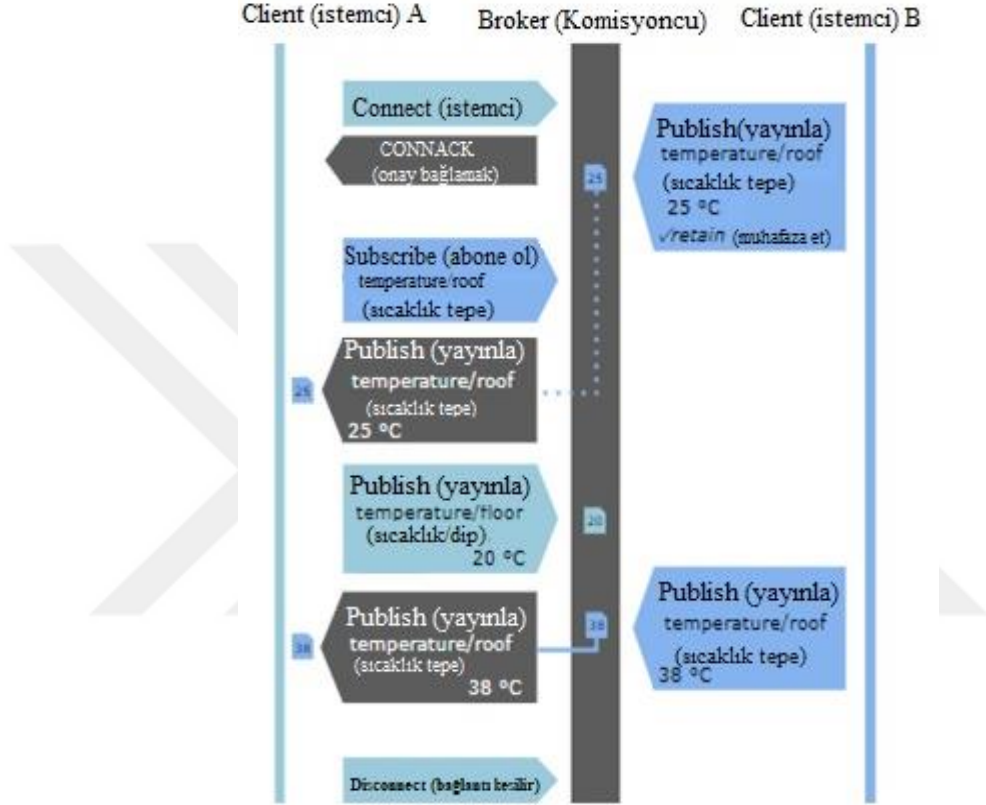 Client (istemci) A
Broker (Komisyoncu)
Client (istemci) B
Connect (istemci)
CONNACK
(onay bağlamak)
Publish(yayınla)
temperature/roof
(sıcaklık tepe)
25 ºC
✓retain (muhafaza et)
25
Subscribe (abone ol)
temperature/roof
(sıcaklık tepe)
Publish (yayınla)
temperature/roof
(sıcaklık tepe)
25 ºC
25
Publish (yayınla)
temperature/floor
(sıcaklık/dip)
20 ºC
20
Publish (yayınla)
temperature/roof
(sıcaklık tepe)
38 ºC
38
38
Publish (yayınla)
temperature/roof
(sıcaklık tepe)
38 ºC
Disconnect (bağlantı kesilir)